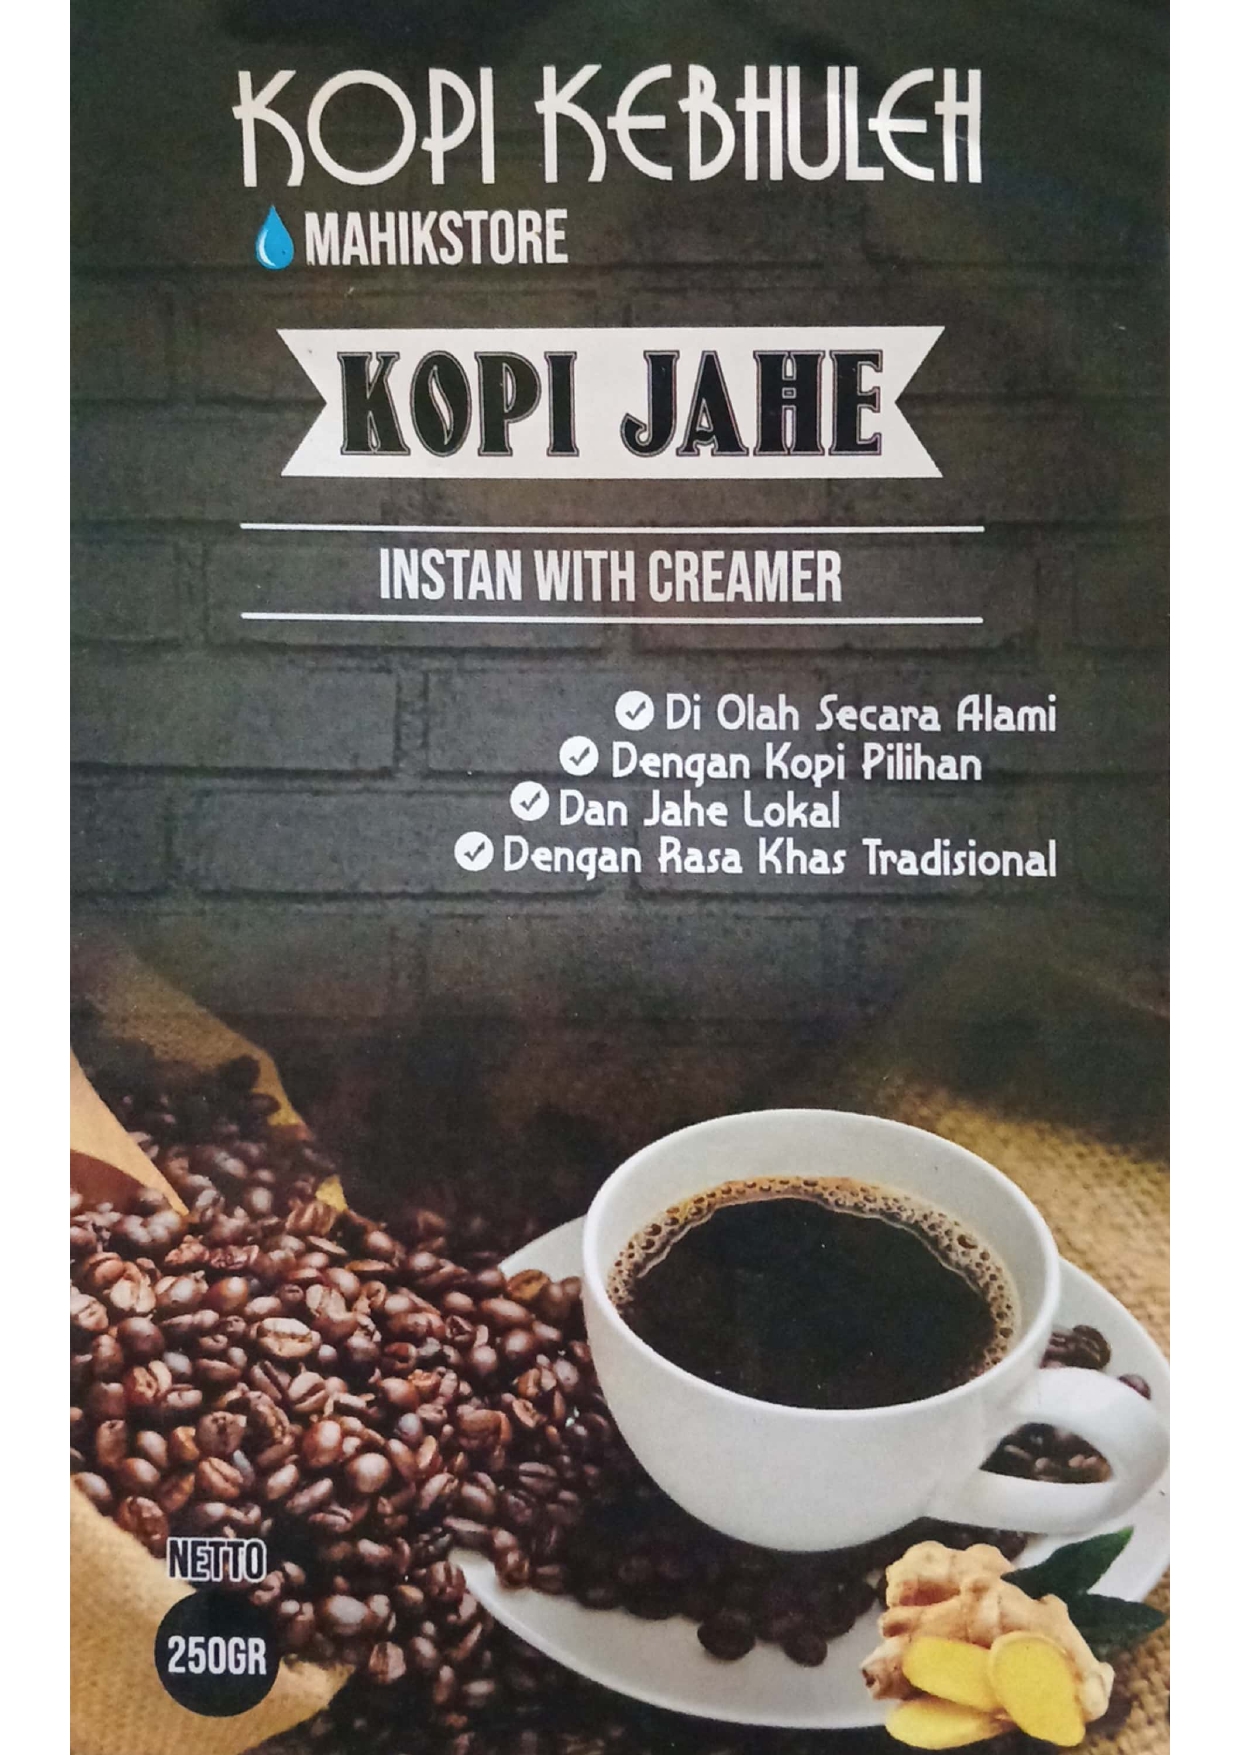 KOPI KEBHULEH
MAHIKSTORE
KOPI JAHE
INSTAN WITH CREAMER
Di Olah Secara Alami
Dengan Kopi Pilihan
Dan Jahe Lokal
Dengan Rasa Khas Tradisional
NETTO
250GR